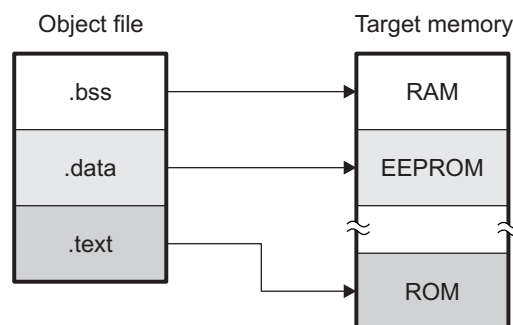 Object file
Target memory
.bss
RAM
.data
EEPROM
.text
ROM